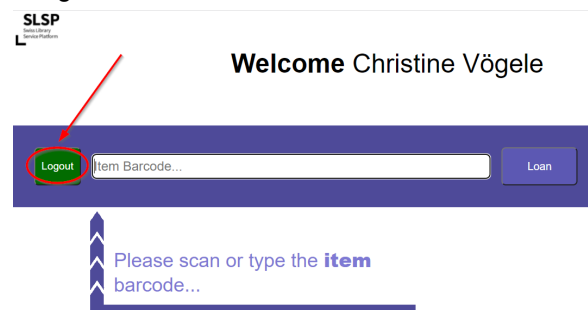 SLSP
Swiss Library
Service Platform
Welcome Christine Vögele
Logout
Item Barcode...
Loan
Please scan or type the item
barcode...